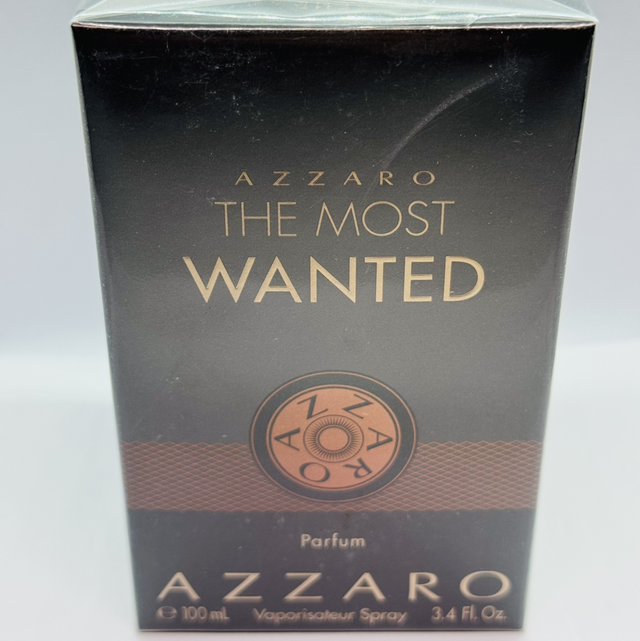 AZZARO
THE MOST
WANTED
AZZARO
Parfum
AZZARO
℮ 100 mL Vaporisateur Spray 3.4 Fl. Oz.